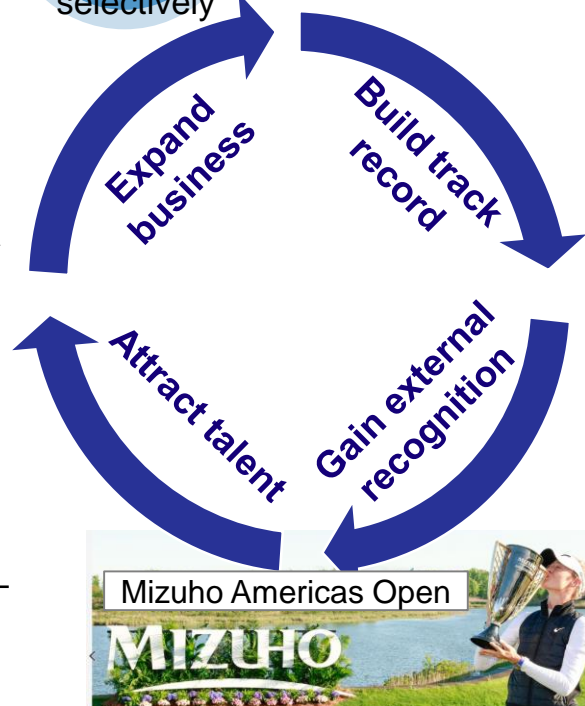 selectively
Expand
business
Build track
record
Attract talent
Gain external
recognition
Mizuho Americas Open
MIZUHO